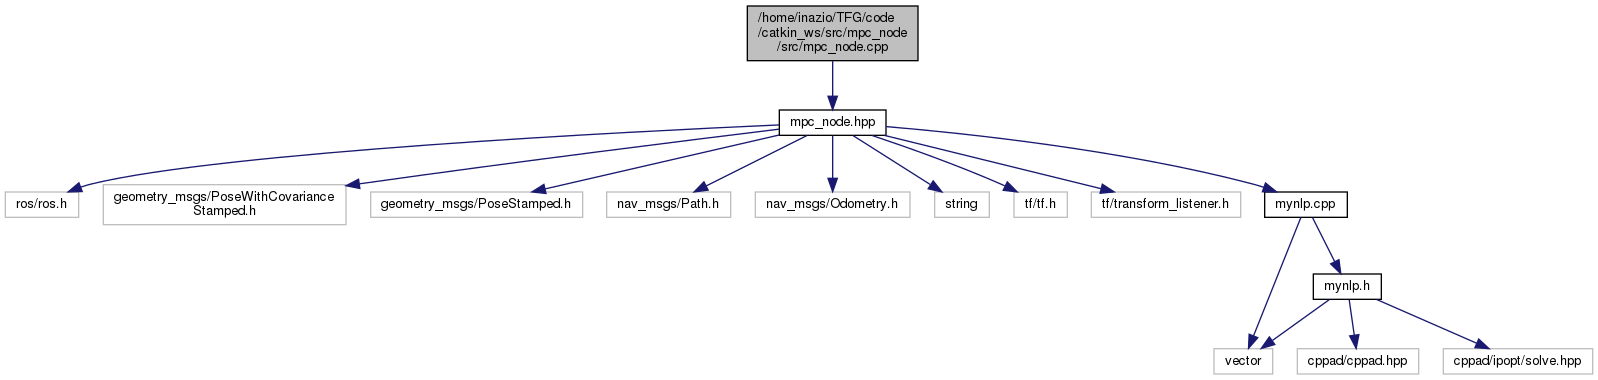 /home/inazio/TFG/code
/catkin_ws/src/mpc_node
/src/mpc_node.cpp
mpc_node.hpp
ros/ros.h
geometry_msgs/PoseWithCovariance
Stamped.h
geometry_msgs/PoseStamped.h
nav_msgs/Path.h
nav_msgs/Odometry.h
string
tf/tf.h
tf/transform_listener.h
mynlp.cpp
mynlp.h
vector
cppad/cppad.hpp
cppad/ipopt/solve.hpp